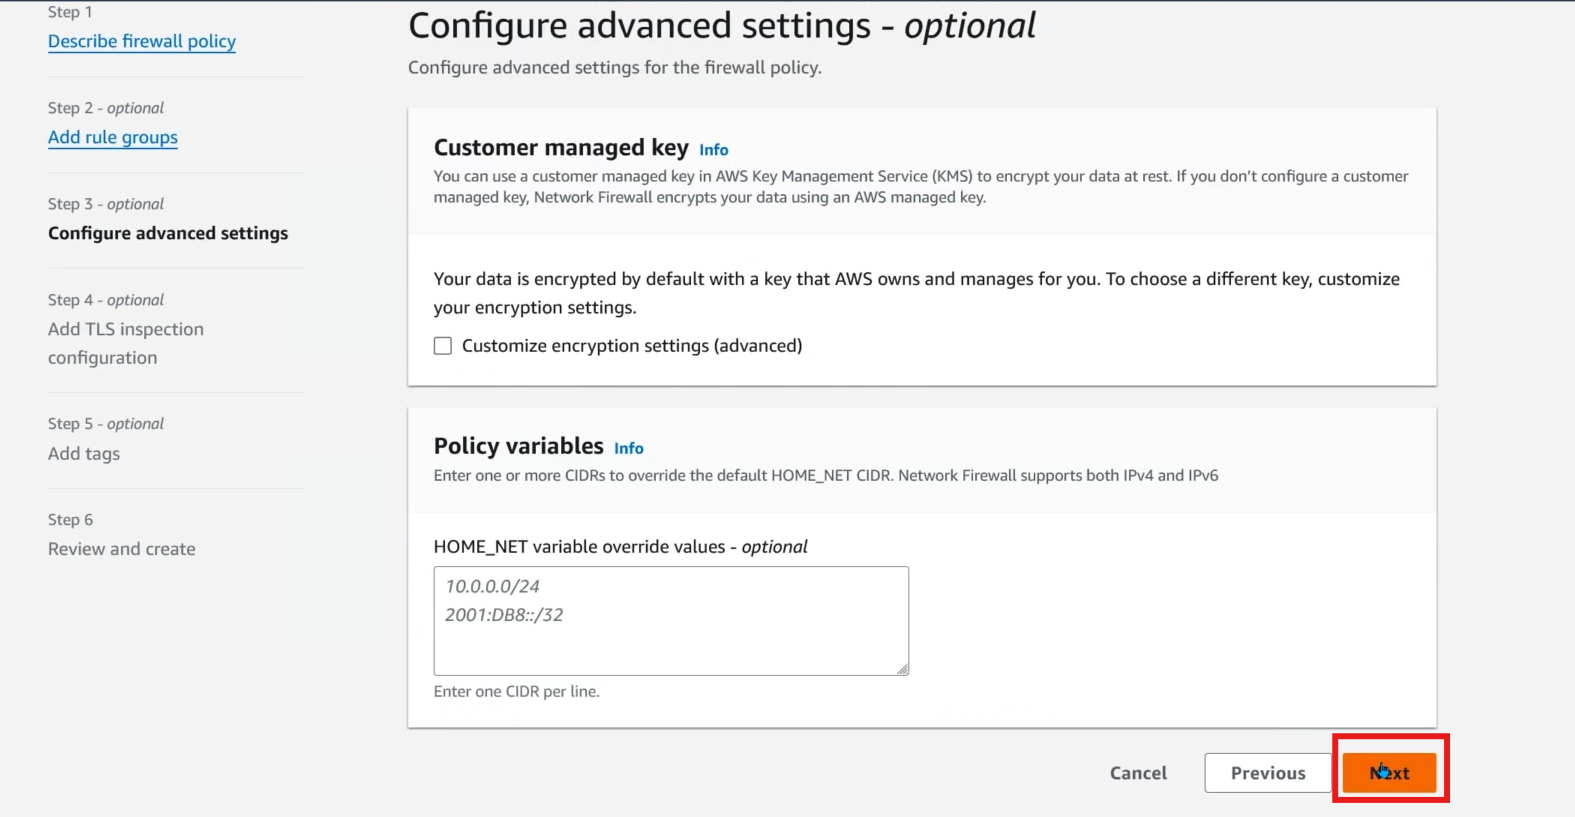 Step 1
Describe firewall policy
Step 2 - optional
Add rule groups
Step 3 - optional
Configure advanced settings
Step 4 - optional
Add TLS inspection
configuration
Step 5 - optional
Add tags
Step 6
Review and create
Configure advanced settings - optional
Configure advanced settings for the firewall policy.
Customer managed key Info
You can use a customer managed key in AWS Key Management Service (KMS) to encrypt your data at rest. If you don't configure a customer
managed key, Network Firewall encrypts your data using an AWS managed key.
Your data is encrypted by default with a key that AWS owns and manages for you. To choose a different key, customize
your encryption settings.
Customize encryption settings (advanced)
Policy variables Info
Enter one or more CIDRs to override the default HOME_NET CIDR. Network Firewall supports both IPv4 and IPv6
HOME_NET variable override values - optional
10.0.0.0/24
2001:DB8::/32
Enter one CIDR per line.
Cancel Previous Next